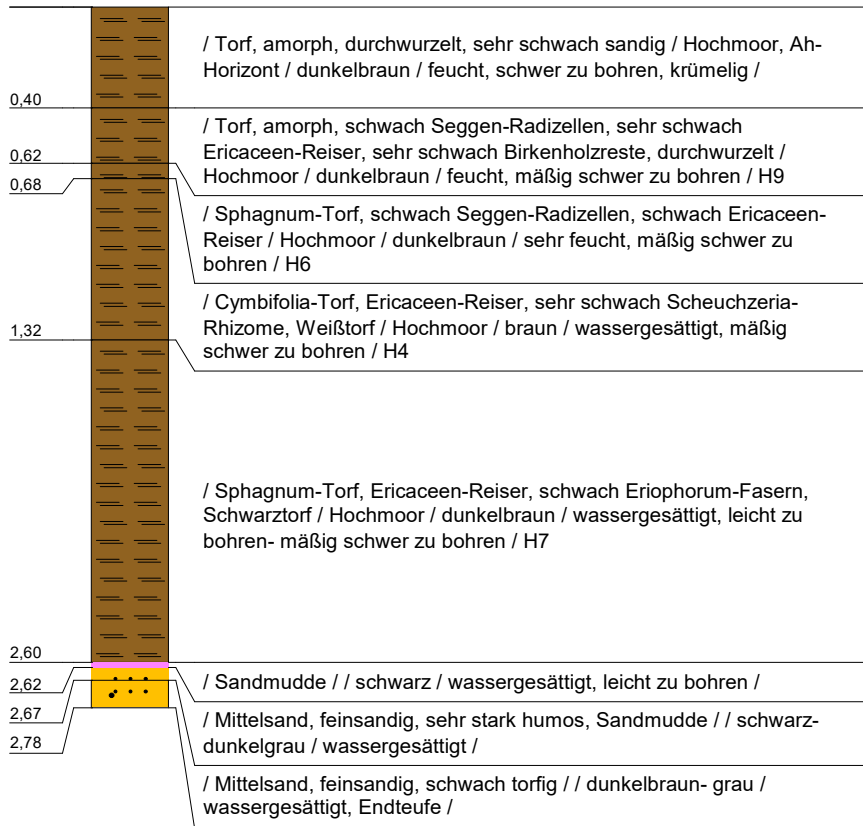 / Torf, amorph, durchwurzelt, sehr schwach sandig / Hochmoor, Ah-
Horizont / dunkelbraun / feucht, schwer zu bohren, krümelig /
0,40
/ Torf, amorph, schwach Seggen-Radizellen, sehr schwach
Ericaceen-Reiser, sehr schwach Birkenholzreste, durchwurzelt /
Hochmoor / dunkelbraun / feucht, mäßig schwer zu bohren / H9
0,62
/ Sphagnum-Torf, schwach Seggen-Radizellen, schwach Ericaceen-
Reiser / Hochmoor / dunkelbraun / sehr feucht, mäßig schwer zu
bohren / H6
0,68
/ Cymbifolia-Torf, Ericaceen-Reiser, sehr schwach Scheuchzeria-
Rhizome, Weißtorf / Hochmoor / braun / wassergesättigt, mäßig
schwer zu bohren / H4
1,32
/ Sphagnum-Torf, Ericaceen-Reiser, schwach Eriophorum-Fasern,
Schwarztorf / Hochmoor / dunkelbraun / wassergesättigt, leicht zu
bohren- mäßig schwer zu bohren / H7
2,60
/ Sandmudde / / schwarz / wassergesättigt, leicht zu bohren /
2,62
/ Mittelsand, feinsandig, sehr stark humos, Sandmudde / / schwarz-
dunkelgrau / wassergesättigt /
2,67
/ Mittelsand, feinsandig, schwach torfig / / dunkelbraun- grau /
wassergesättigt, Endteufe /
2,78